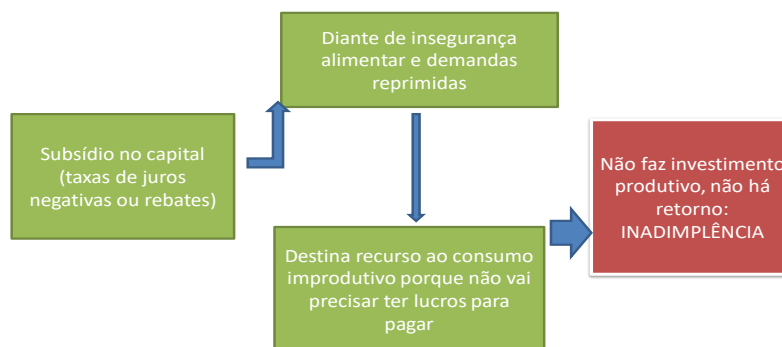 Diante de insegurança
alimentar e demandas
reprimidas
Subsídio no capital
(taxas de juros
negativas ou rebates)
Destina recurso ao consumo
improdutivo porque não vai
precisar ter lucros para
pagar
Não faz investimento
produtivo, não há
retorno:
INADIMPLÊNCIA